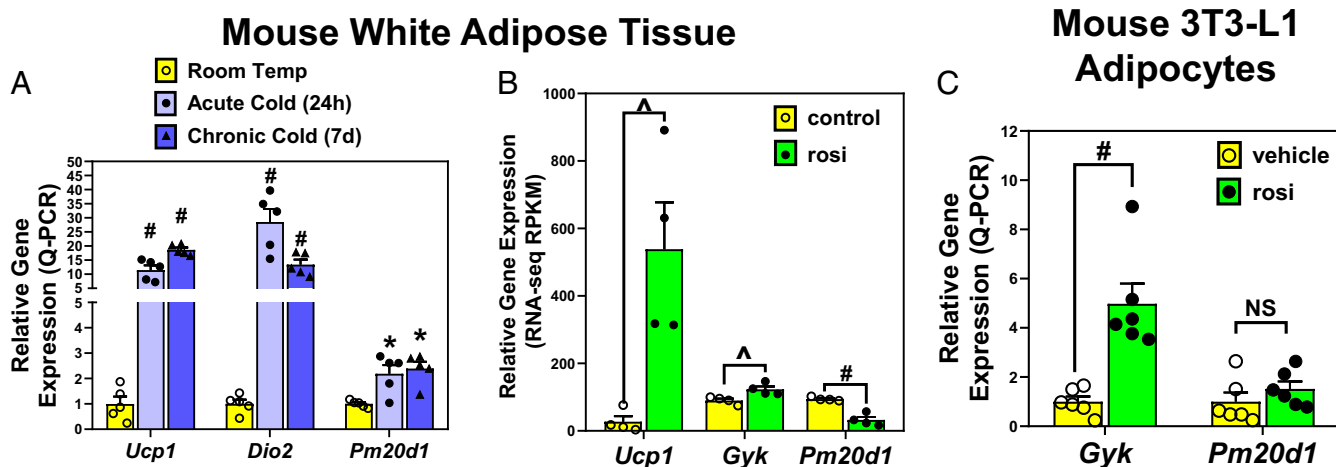 Mouse White Adipose Tissue
Mouse 3T3-L1
Adipocytes
A
Room Temp
Acute Cold (24h)
Chronic Cold (7d)
Relative Gene
Expression (Q-PCR)
50
45
40
35
30
25
20
15
10
5
4
3
2
1
0
#
#
#
#
*
*
Ucp1
Dio2
Pm20d1
B
control
rosi
Relative Gene Expression
(RNA-seq RPKM)
1000
800
600
400
200
0
^
^
#
Ucp1
Gyk
Pm20d1
C
vehicle
rosi
Relative Gene
Expression (Q-PCR)
12
10
8
6
4
2
0
#
NS
Gyk
Pm20d1